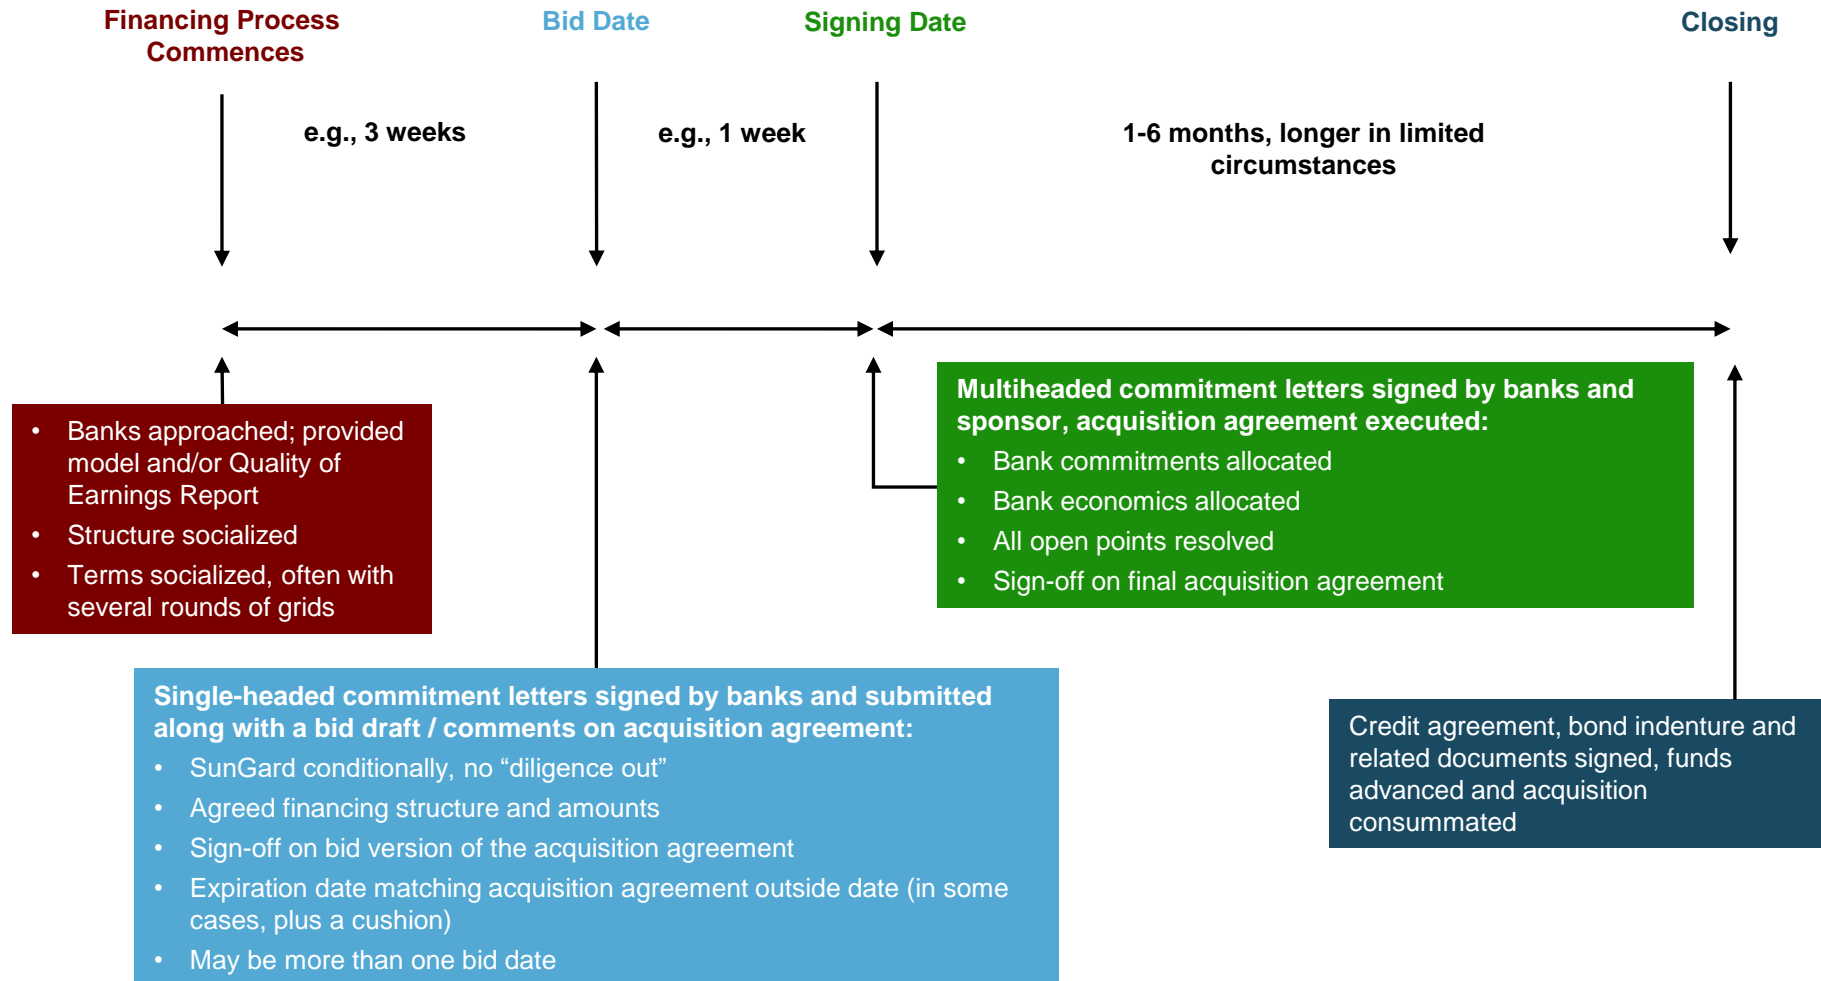 Financing Process
Commences
Bid Date
Signing Date
Closing
e.g., 3 weeks
e.g., 1 week
1-6 months, longer in limited
circumstances
• Banks approached; provided
model and/or Quality of
Earnings Report
• Structure socialized
• Terms socialized, often with
several rounds of grids
Single-headed commitment letters signed by banks and submitted
along with a bid draft / comments on acquisition agreement:
• SunGard conditionally, no “diligence out”
• Agreed financing structure and amounts
• Sign-off on bid version of the acquisition agreement
• Expiration date matching acquisition agreement outside date (in some
cases, plus a cushion)
• May be more than one bid date
Multiheaded commitment letters signed by banks and
sponsor, acquisition agreement executed:
• Bank commitments allocated
• Bank economics allocated
• All open points resolved
• Sign-off on final acquisition agreement
Credit agreement, bond indenture and
related documents signed, funds
advanced and acquisition
consummated